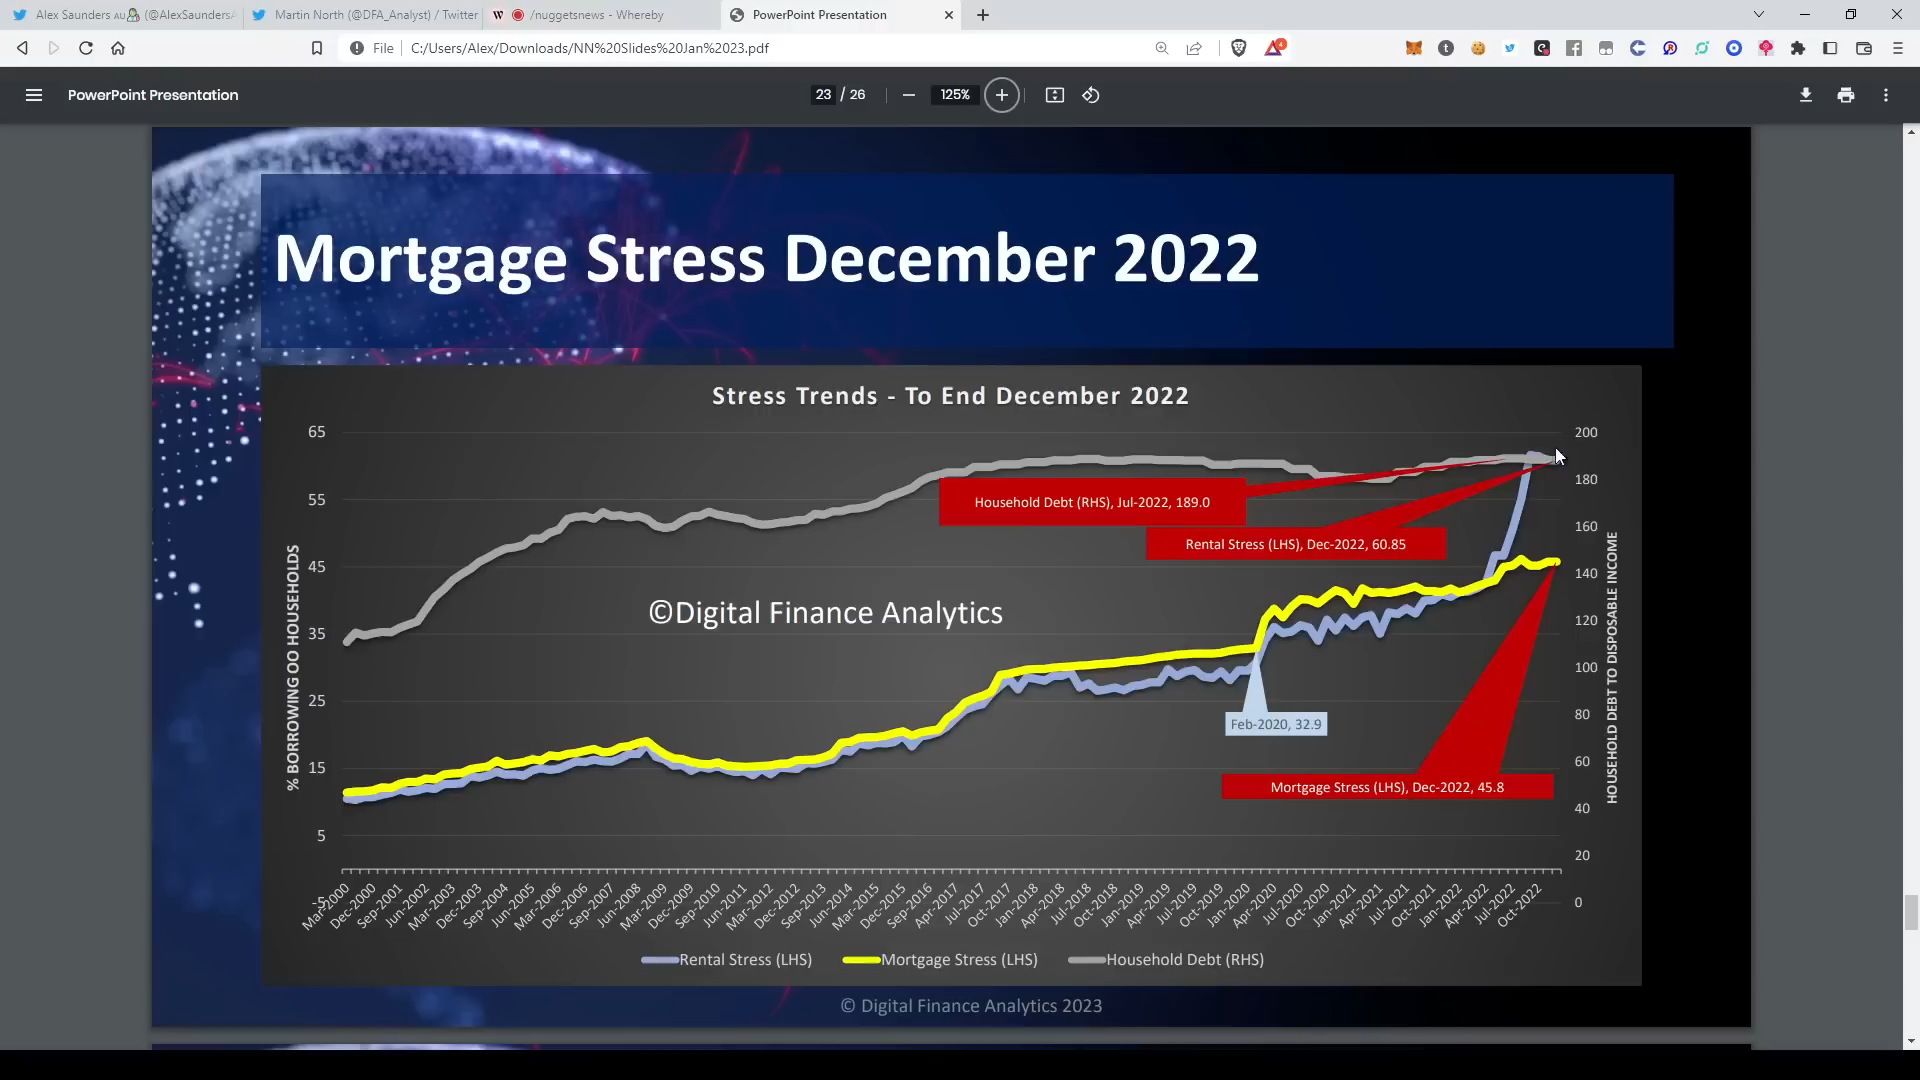 Alex Saunders AU (@AlexSaundersA
Martin North (@DFA_Analyst) / Twitter
W
/nuggetsnews - Whereby
PowerPoint Presentation
File
C:/Users/Alex/Downloads/NN%20Slides%20Jan%2023.pdf
4
PowerPoint Presentation
23 / 26
125%
Mortgage Stress December 2022
Stress Trends - To End December 2022
65
55
45
35
25
15
5
-5
% BORROWING OO HOUSEHOLDS
200
180
160
140
120
100
80
60
40
20
0
HOUSEHOLD DEBT TO DISPOSABLE INCOME
Household Debt (RHS), Jul-2022, 189.0
Rental Stress (LHS), Dec-2022, 60.85
©Digital Finance Analytics
Feb-2020, 32.9
Mortgage Stress (LHS), Dec-2022, 45.8
Mar-2000
Dec-2000
Sep-2001
Jun-2002
Mar-2003
Dec-2003
Sep-2004
Jun-2005
Mar-2006
Dec-2006
Sep-2007
Jun-2008
Mar-2009
Dec-2009
Sep-2010
Jun-2011
Mar-2012
Dec-2012
Sep-2013
Jun-2014
Mar-2015
Dec-2015
Sep-2016
Apr-2017
Jul-2017
Oct-2017
Jan-2018
Apr-2018
Jul-2018
Oct-2018
Jan-2019
Apr-2019
Jul-2019
Oct-2019
Jan-2020
Apr-2020
Jul-2020
Oct-2020
Jan-2021
Apr-2021
Jul-2021
Oct-2021
Jan-2022
Apr-2022
Jul-2022
Oct-2022
Rental Stress (LHS)
Mortgage Stress (LHS)
Household Debt (RHS)
© Digital Finance Analytics 2023